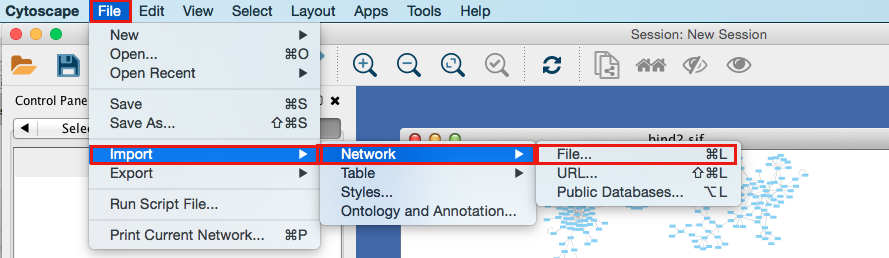 Cytoscape File Edit View Select Layout Apps Tools Help
Session: New Session
New
Open... ⌘O
Open Recent
Control Pane
Save ⌘S
Save As... ⇧⌘S
Selec
bind2.sif
Import Network File... ⌘L
Export Table URL... ⇧⌘L
Styles... Public Databases... ⌥L
Run Script File...
Ontology and Annotation...
Print Current Network... ⌘P